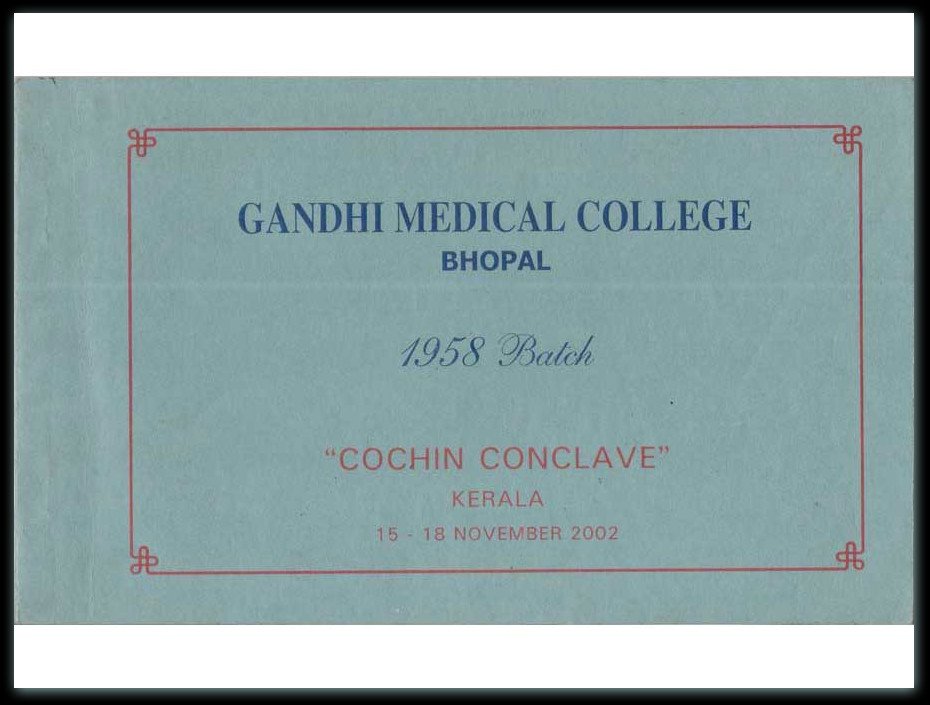 GANDHI MEDICAL COLLEGE
BHOPAL
1958 Batch
“COCHIN CONCLAVE”
KERALA
15 - 18 NOVEMBER 2002